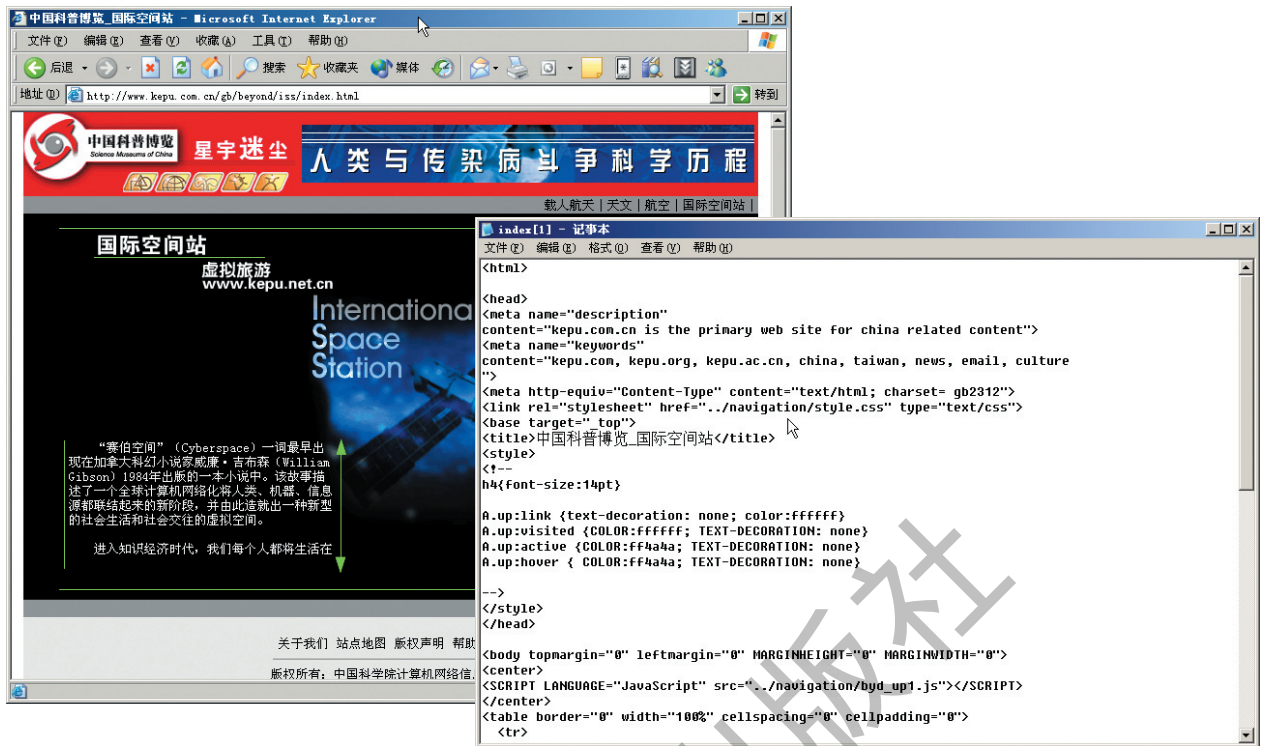 中国科普博览_国际空间站 - Microsoft Internet Explorer
文件(F) 编辑(E) 查看(V) 收藏(A) 工具(T) 帮助(H)
后退 搜索 收藏夹 媒体
地址(D) http://www.kepu.com.cn/gb/beyond/iss/index.html 转到
中国科普博览
Science Museums of China
星宇迷尘
人类与传染病斗争科学历程
载人航天 | 天文 | 航空 | 国际空间站 |
国际空间站
虚拟旅游
www.kepu.net.cn
Internationa
Space
Station
“赛伯空间”（Cyberspace）一词最早出
现在加拿大科幻小说家威廉·吉布森（William
Gibson）1984年出版的一本小说中。该故事描
述了一个全球计算机网络化将人类、机器、信息
源都联结起来的新阶段，并由此造就出一种新型
的社会生活和社会交往的虚拟空间。
进入知识经济时代，我们每个人都将生活在
关于我们 站点地图 版权声明 帮助
版权所有：中国科学院计算机网络信
index[1] - 记事本
文件(F) 编辑(E) 格式(O) 查看(V) 帮助(H)
<html>
<head>
<meta name="description"
content="kepu.com.cn is the primary web site for china related content">
<meta name="keywords"
content="kepu.com, kepu.org, kepu.ac.cn, china, taiwan, news, email, culture
">
<meta http-equiv="Content-Type" content="text/html; charset= gb2312">
<link rel="stylesheet" href="../navigation/style.css" type="text/css">
<base target="_top">
<title>中国科普博览_国际空间站</title>
<style>
<!--
h4{font-size:14pt}
A.up:link {text-decoration: none; color:ffffff}
A.up:visited {COLOR:ffffff; TEXT-DECORATION: none}
A.up:active {COLOR:ff4a4a; TEXT-DECORATION: none}
A.up:hover { COLOR:ff4a4a; TEXT-DECORATION: none}
-->
</style>
</head>
<body topmargin="0" leftmargin="0" MARGINHEIGHT="0" MARGINWIDTH="0">
<center>
<SCRIPT LANGUAGE="JavaScript" src="../navigation/byd_up1.js"></SCRIPT>
</center>
<table border="0" width="100%" cellspacing="0" cellpadding="0">
<tr>
版社